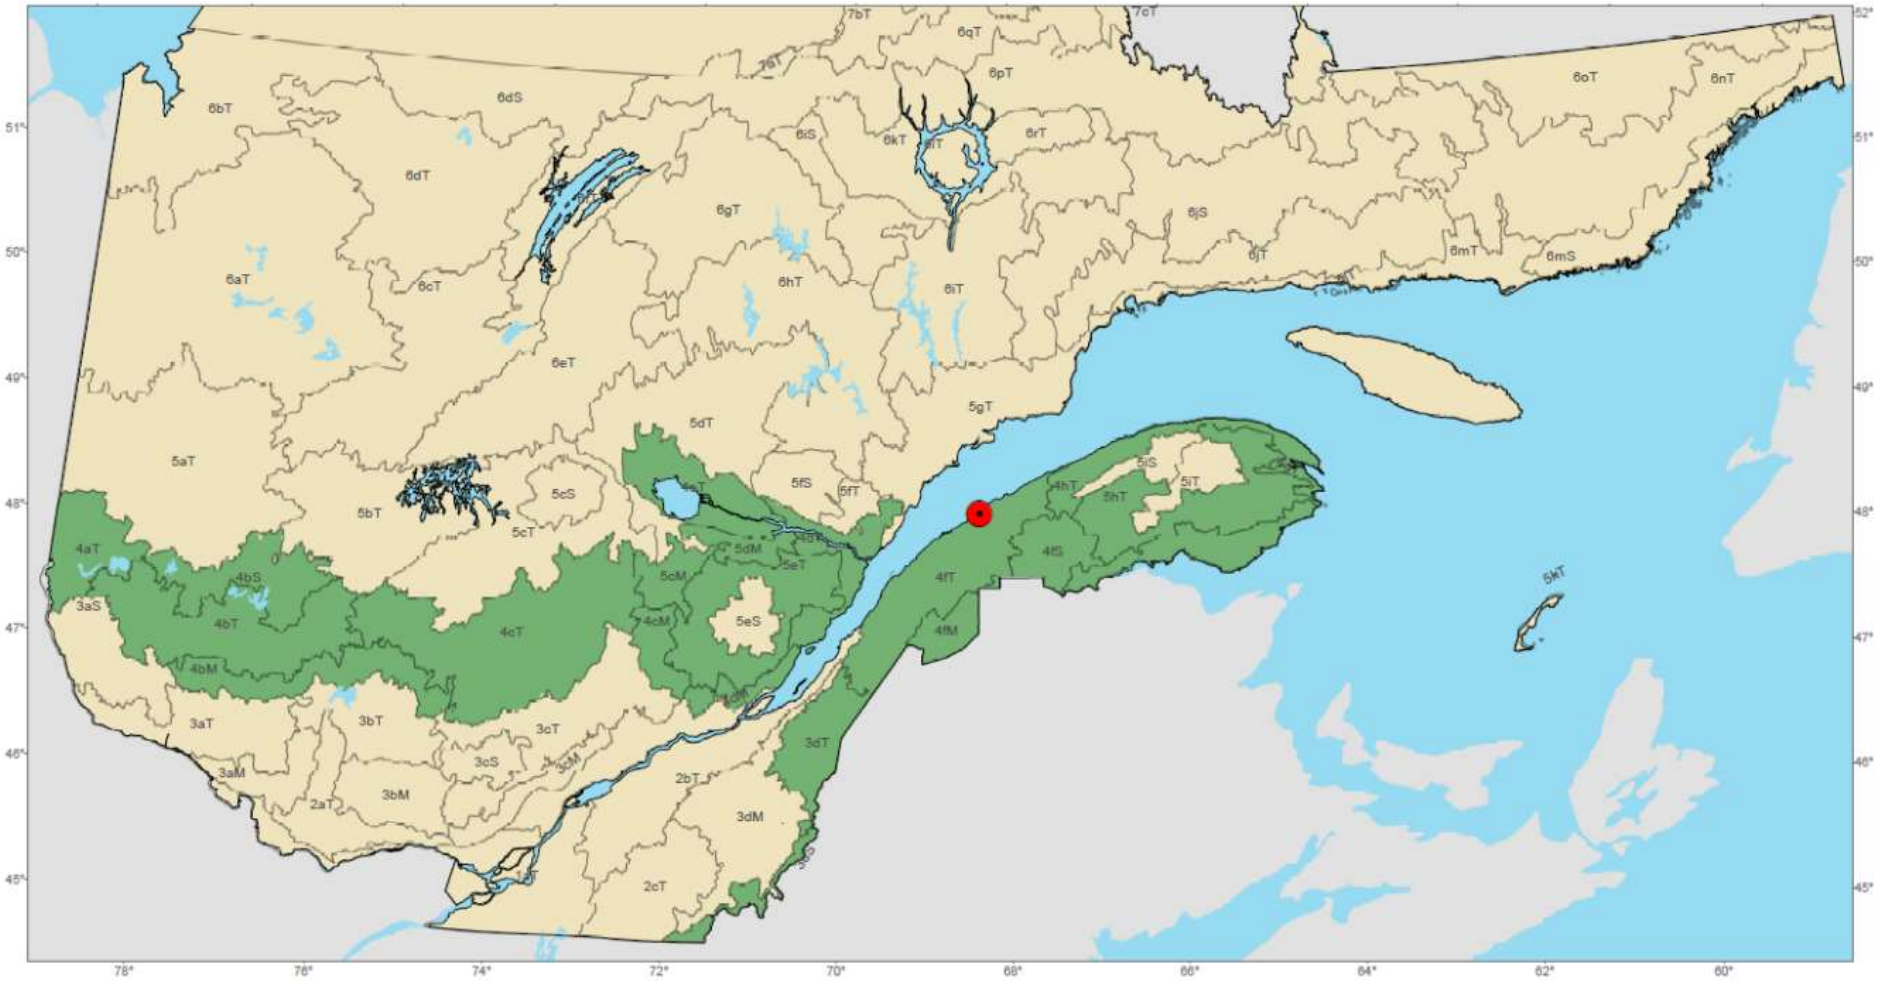 7bT
7cT
52°
6qT
7aT
6pT
6oT
6nT
6dS
6bT
51°
6iS
6kT
6lT
6rT
51°
6dT
6gT
6jS
50°
6jT
6mT
6mS
50°
6aT
6cT
6hT
6iT
49°
6eT
49°
5gT
5dT
5aT
5iS
5cS
5fS
5fT
4hT
5hT
5iT
48°
5bT
5cT
48°
4aT
5dM
4fS
4bS
5cM
5eT
4fT
5kT
3aS
47°
4bT
4cT
4cM
5eS
4fM
47°
4bM
3aT
3bT
3cT
3dT
46°
3cS
3cM
46°
3aM
2bT
2aT
3bM
3dM
45°
2cT
45°
78°
76°
74°
72°
70°
68°
66°
64°
62°
60°